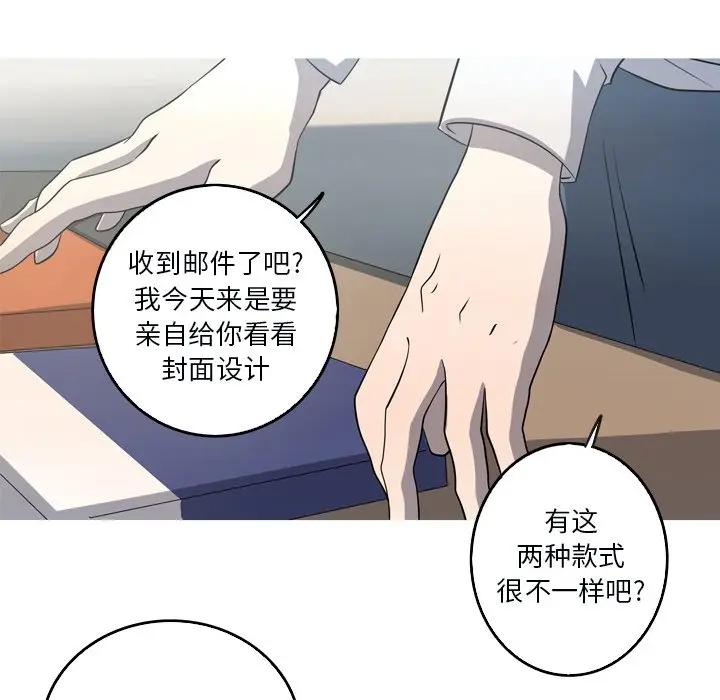 收到邮件了吧?
我今天来是要
亲自给你看看
封面设计
有这
两种款式
很不一样吧?